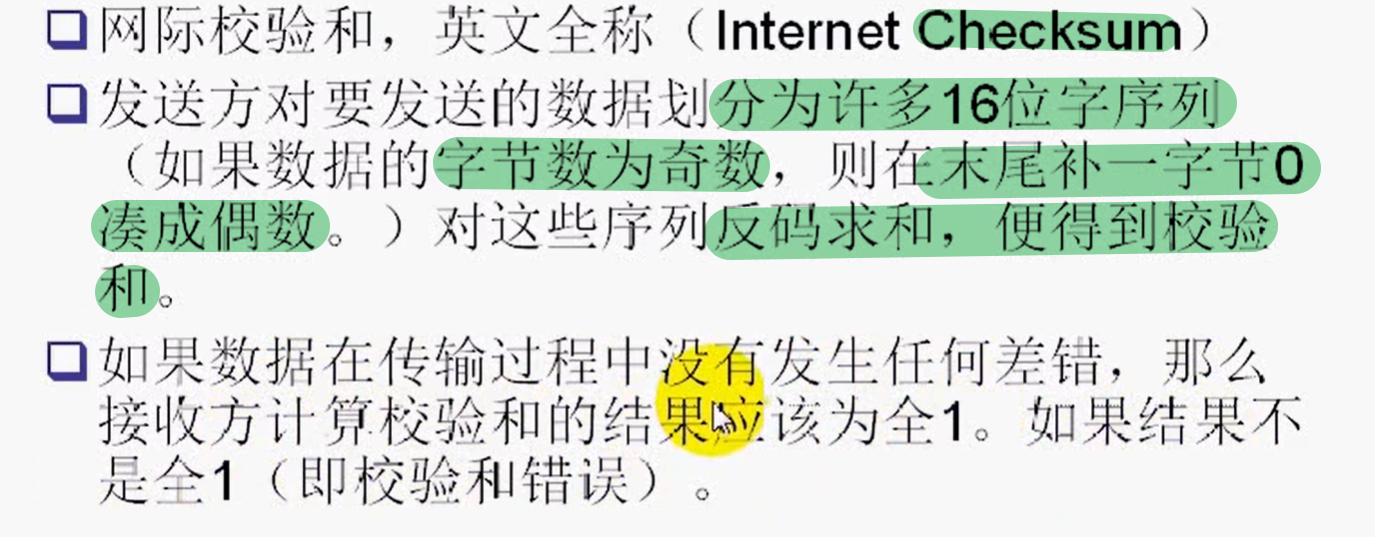 网际校验和，英文全称（Internet Checksum）
发送方对要发送的数据划分为许多16位字序列
（如果数据的字节数为奇数，则在末尾补一字节0
凑成偶数。）对这些序列反码求和，便得到校验
和。
如果数据在传输过程中没有发生任何差错，那么
接收方计算校验和的结果应该为全1。如果结果不
是全1（即校验和错误）。